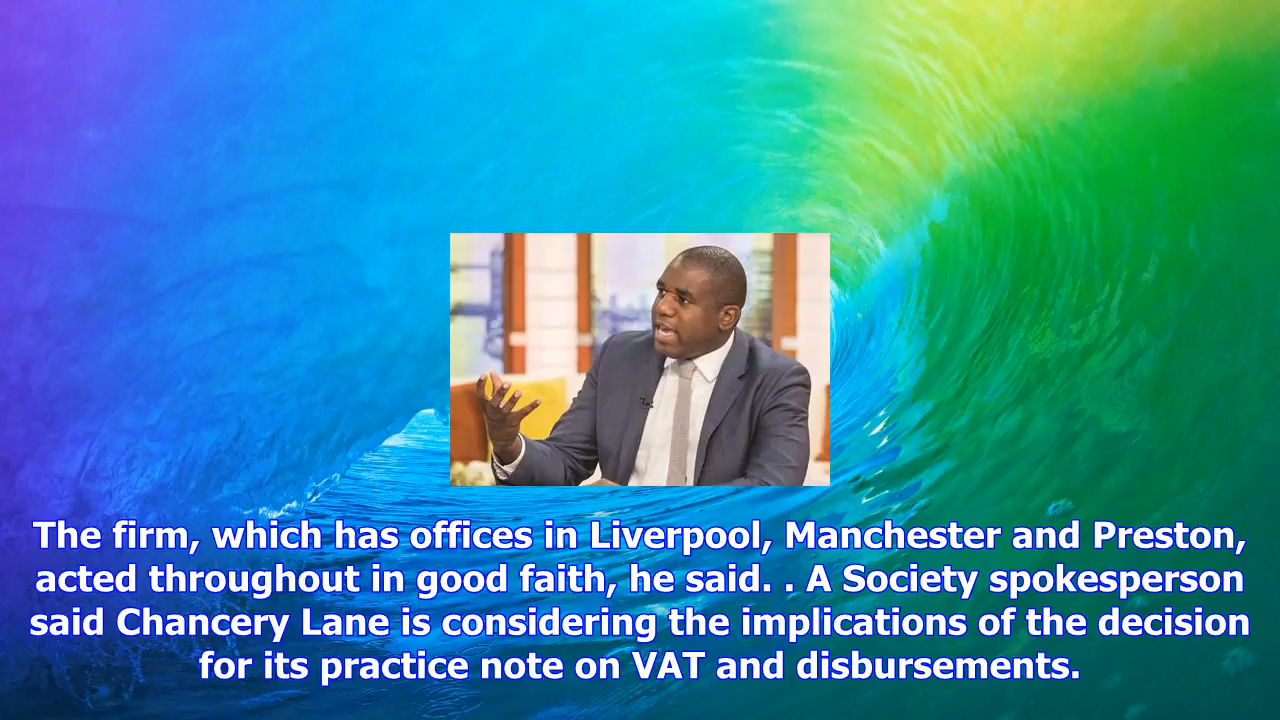 The firm, which has offices in Liverpool, Manchester and Preston,
acted throughout in good faith, he said. . A Society spokesperson
said Chancery Lane is considering the implications of the decision
for its practice note on VAT and disbursements.